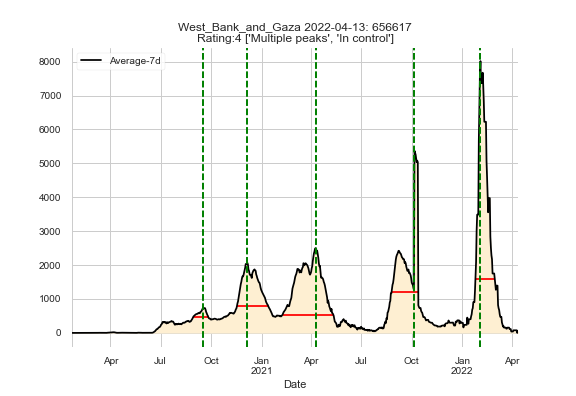 West_Bank_and_Gaza 2022-04-13: 656617
Rating:4 ['Multiple peaks', 'In control']
Average-7d
8000
7000
6000
5000
4000
3000
2000
1000
0
Apr Jul Oct Jan Apr Jul Oct Jan Apr
2021 2022
Date